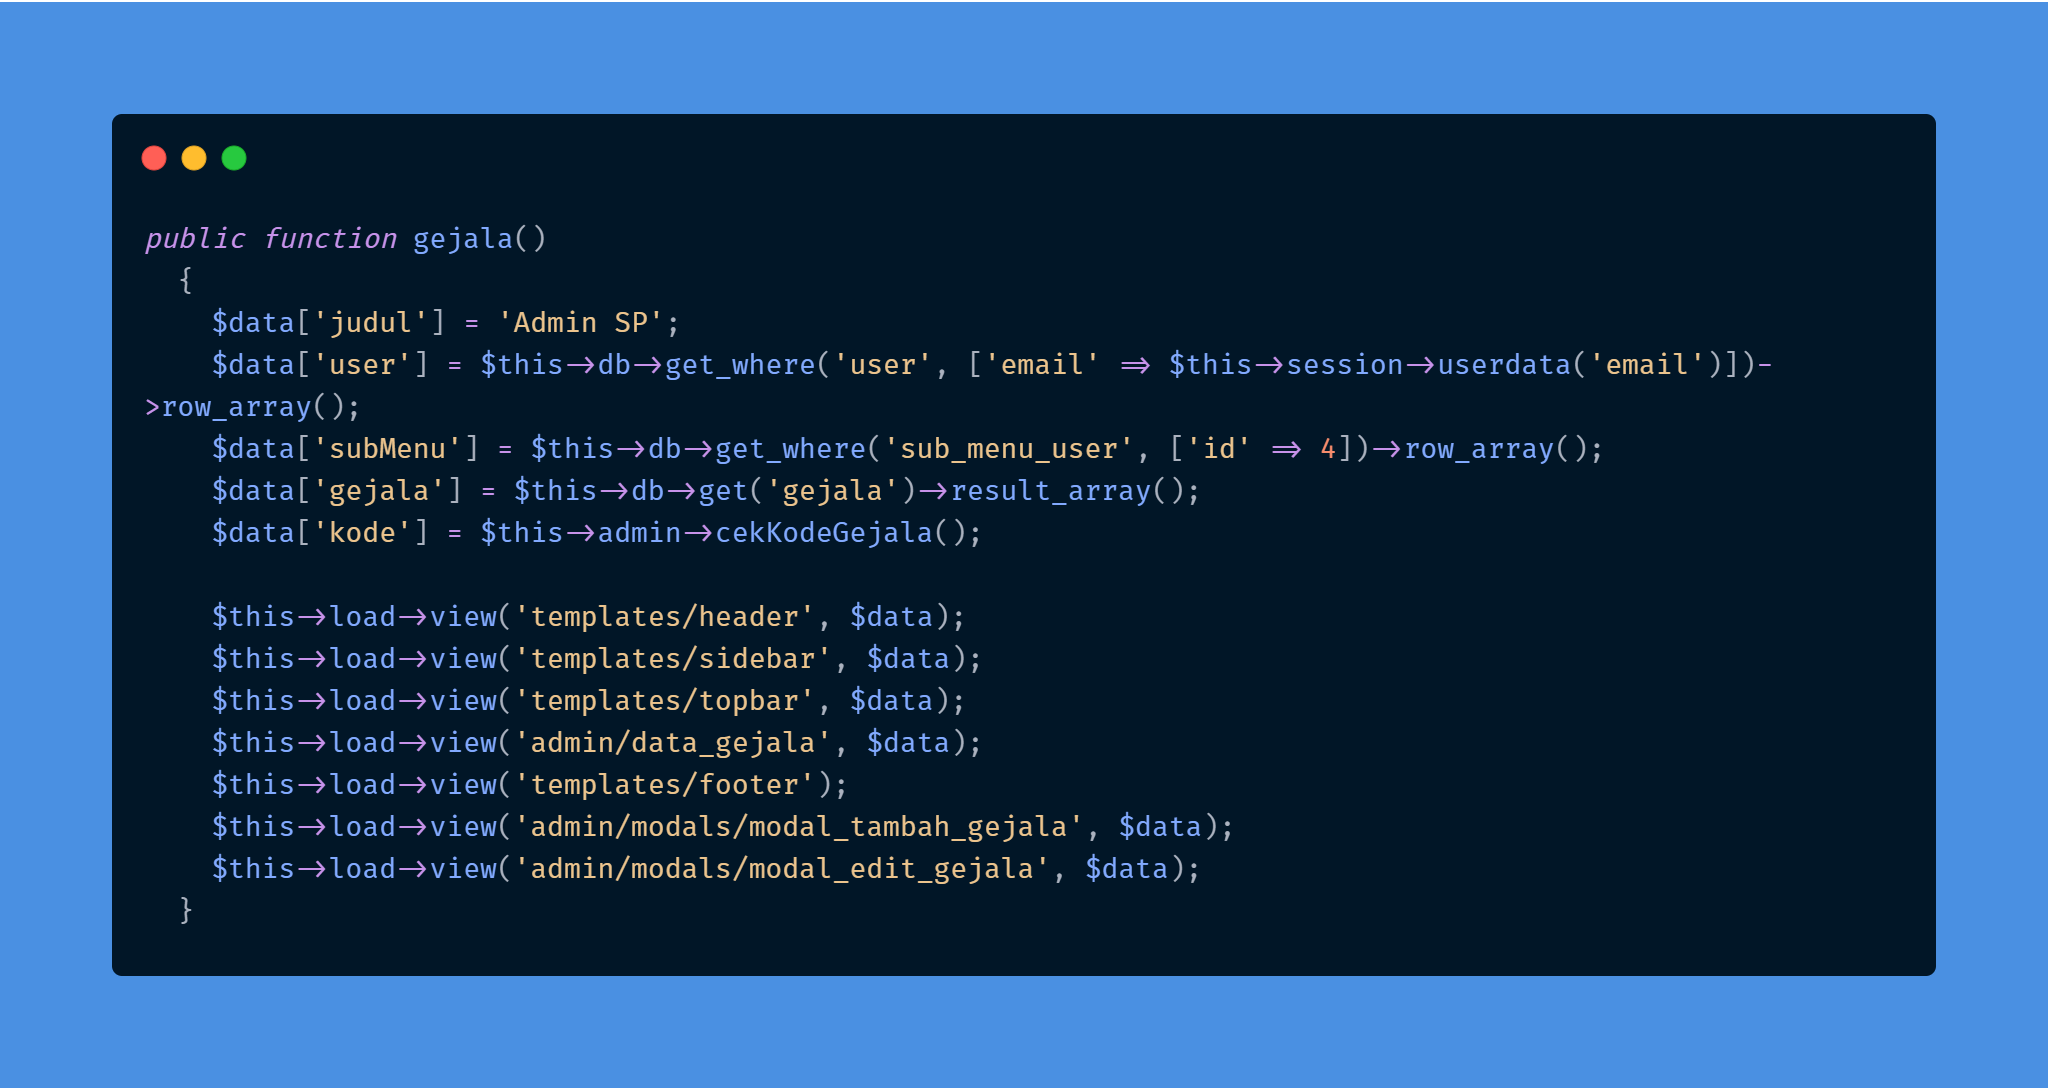 public function gejala()
  {
    $data['judul'] = 'Admin SP';
    $data['user'] = $this->db->get_where('user', ['email' => $this->session->userdata('email')])-
>row_array();
    $data['subMenu'] = $this->db->get_where('sub_menu_user', ['id' => 4])->row_array();
    $data['gejala'] = $this->db->get('gejala')->result_array();
    $data['kode'] = $this->admin->cekKodeGejala();

    $this->load->view('templates/header', $data);
    $this->load->view('templates/sidebar', $data);
    $this->load->view('templates/topbar', $data);
    $this->load->view('admin/data_gejala', $data);
    $this->load->view('templates/footer');
    $this->load->view('admin/modals/modal_tambah_gejala', $data);
    $this->load->view('admin/modals/modal_edit_gejala', $data);
  }